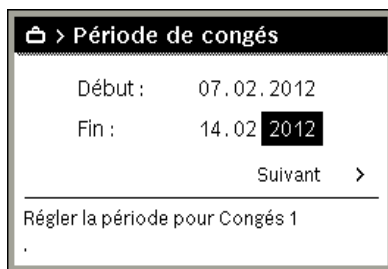 > Période de congés
Début : 07.02.2012
Fin : 14.02 2012
Suivant >
Régler la période pour Congés 1
.